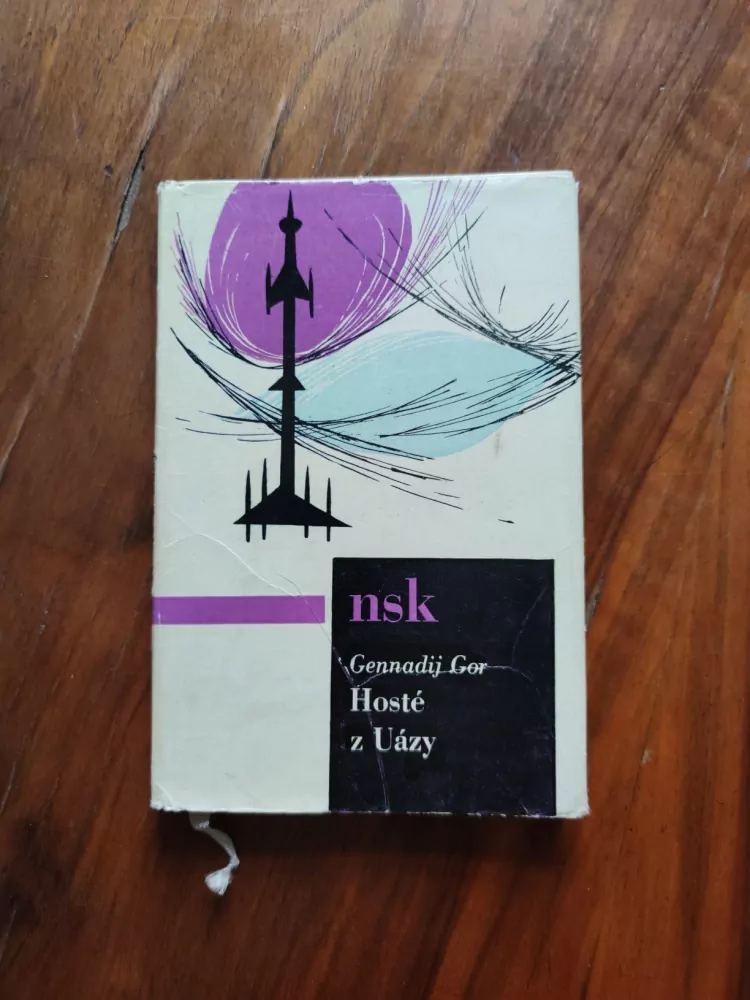 nsk
Gennadij Gor
Hosté
z Uázy